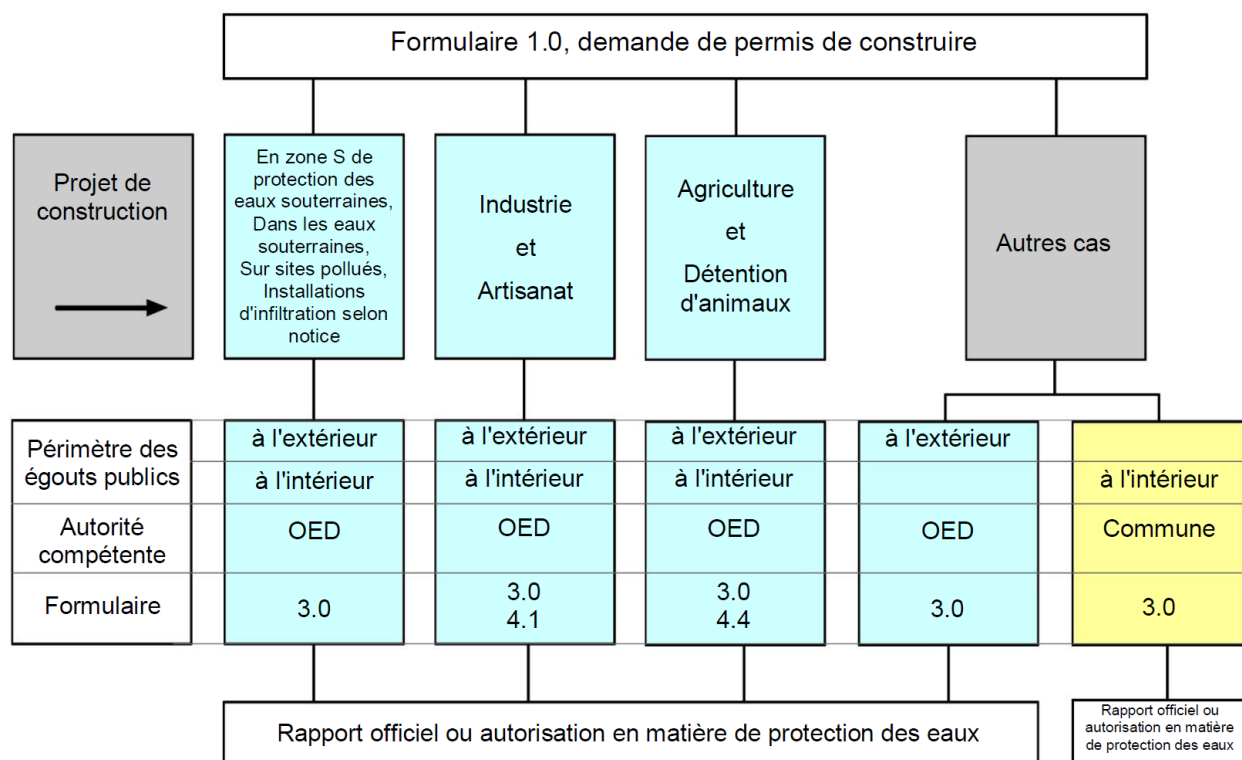 Formulaire 1.0, demande de permis de construire
Projet de
construction
En zone S de
protection des
eaux souterraines,
Dans les eaux
souterraines,
Sur sites pollués,
Installations
d'infiltration selon
notice
Industrie
et
Artisanat
Agriculture
et
Détention
d'animaux
Autres cas
Périmètre des
égouts publics
à l'extérieur
à l'extérieur
à l'extérieur
à l'extérieur
à l'intérieur
à l'intérieur
à l'intérieur
à l'intérieur
Autorité
compétente
OED
OED
OED
OED
Commune
Formulaire
3.0
3.0
4.1
3.0
4.4
3.0
3.0
Rapport officiel ou autorisation en matière de protection des eaux
Rapport officiel ou
autorisation en matière
de protection des eaux